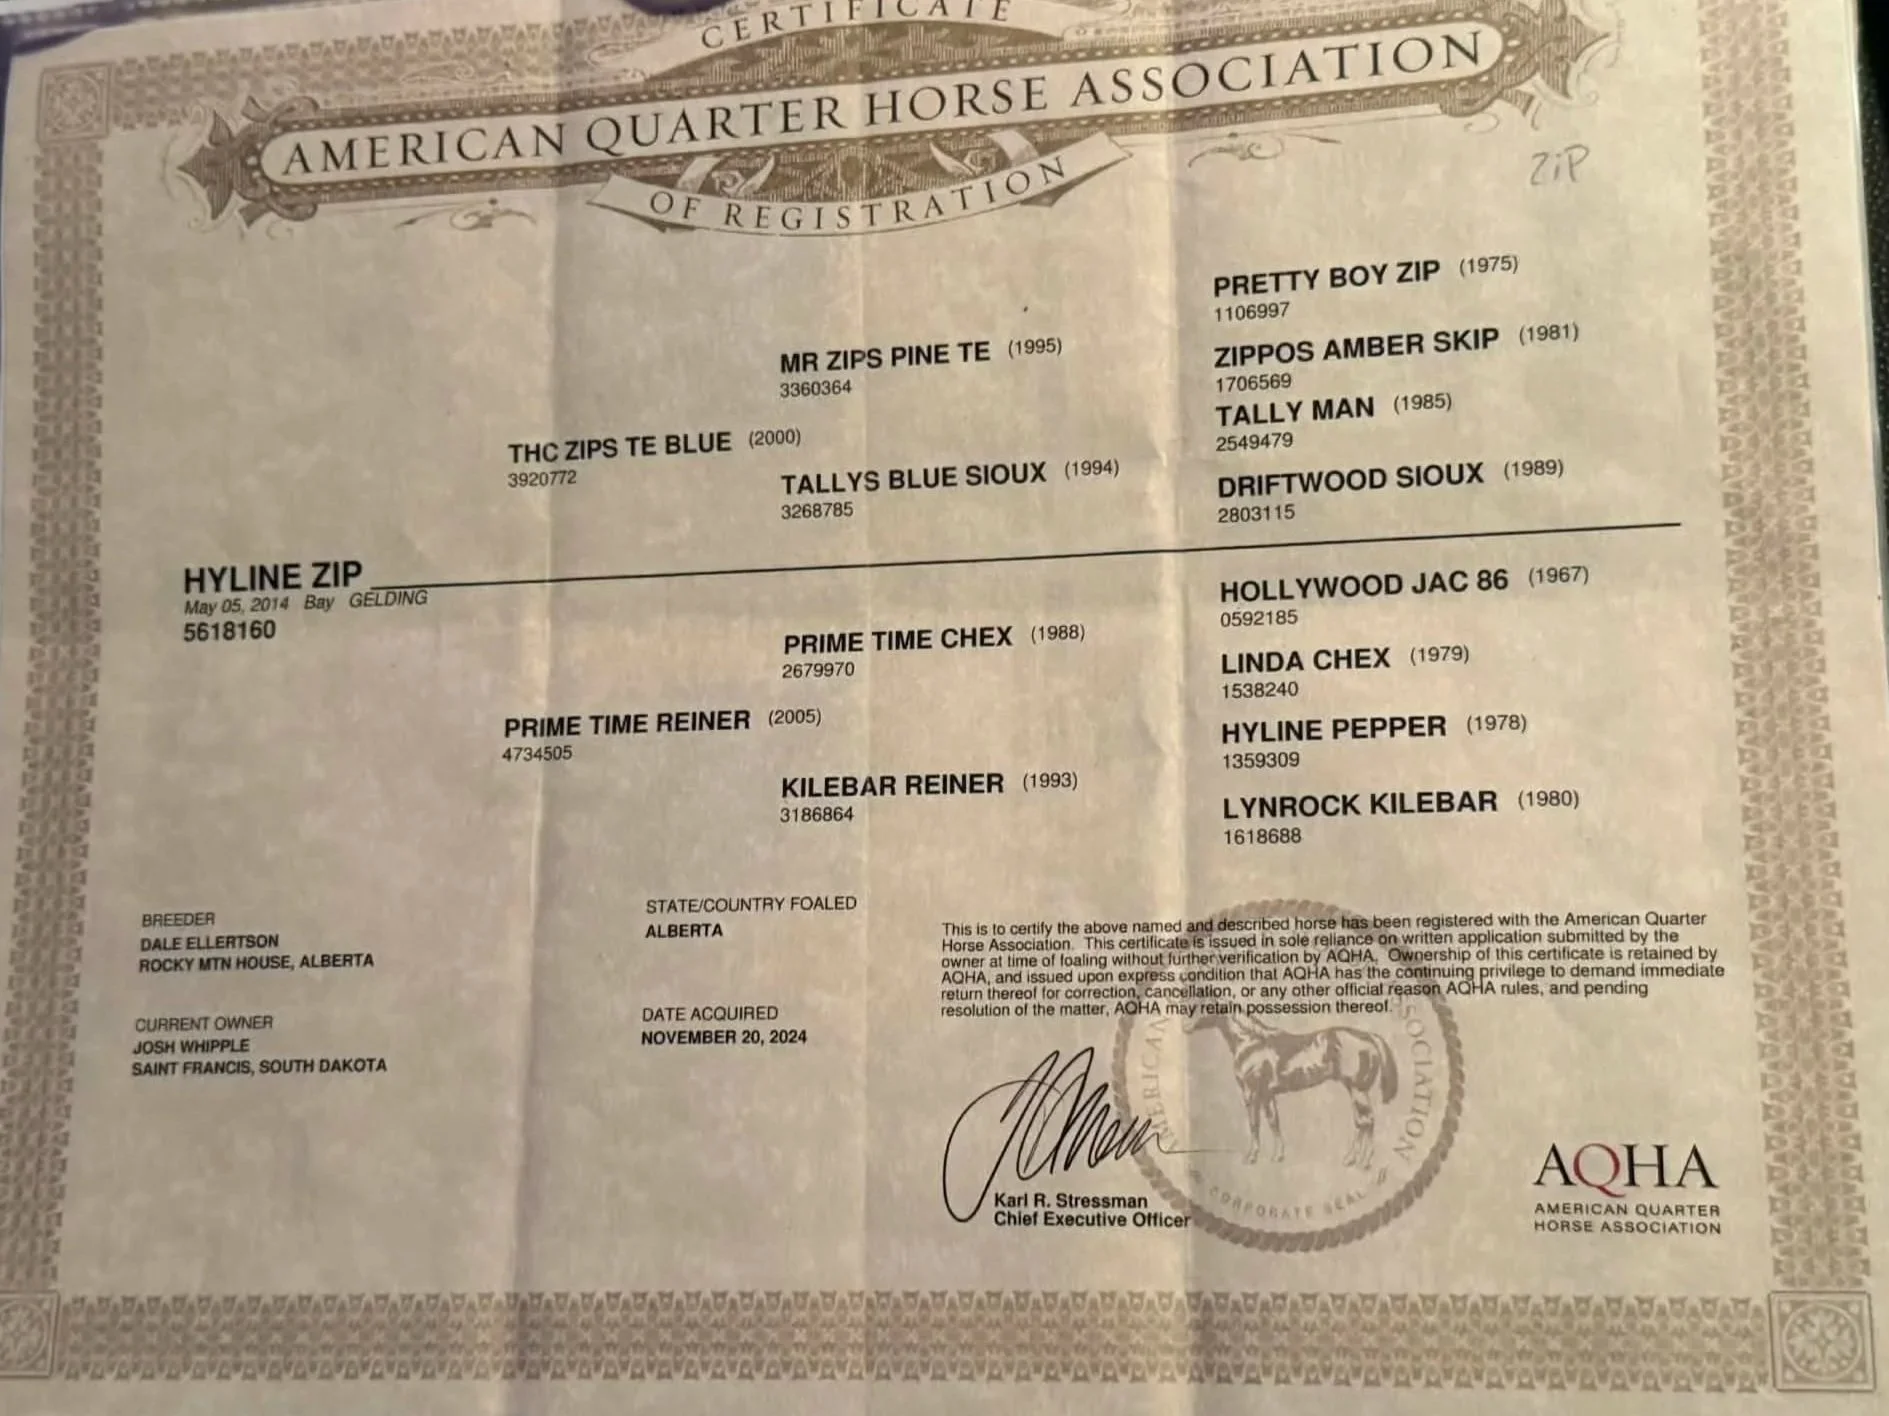 CERTIFICATE
AMERICAN QUARTER HORSE ASSOCIATION
OF REGISTRATION
ZiP
PRETTY BOY ZIP (1975)
1106997
MR ZIPS PINE TE (1995)
3360364
ZIPPOS AMBER SKIP (1981)
1706569
THC ZIPS TE BLUE (2000)
3920772
TALLY MAN (1985)
2549479
TALLYS BLUE SIOUX (1994)
3268785
DRIFTWOOD SIOUX (1989)
2803115
HYLINE ZIP
May 05, 2014 Bay GELDING
5618160
HOLLYWOOD JAC 86 (1967)
0592185
PRIME TIME CHEX (1988)
2679970
LINDA CHEX (1979)
1538240
PRIME TIME REINER (2005)
4734505
HYLINE PEPPER (1978)
1359309
KILEBAR REINER (1993)
3186864
LYNROCK KILEBAR (1980)
1618688
BREEDER
DALE ELLERTSON
ROCKY MTN HOUSE, ALBERTA
STATE/COUNTRY FOALED
ALBERTA
CURRENT OWNER
JOSH WHIPPLE
SAINT FRANCIS, SOUTH DAKOTA
DATE ACQUIRED
NOVEMBER 20, 2024
This is to certify the above named and described horse has been registered with the American Quarter
Horse Association. This certificate is issued in sole reliance on written application submitted by the
owner at time of foaling without further verification by AQHA. Ownership of this certificate is retained by
AQHA, and issued upon express condition that AQHA has the continuing privilege to demand immediate
return thereof for correction, cancellation, or any other official reason AQHA rules, and pending
resolution of the matter, AQHA may retain possession thereof.
Karl R. Stressman
Chief Executive Officer
CORPORATE SEAL
AQHA
AMERICAN QUARTER
HORSE ASSOCIATION